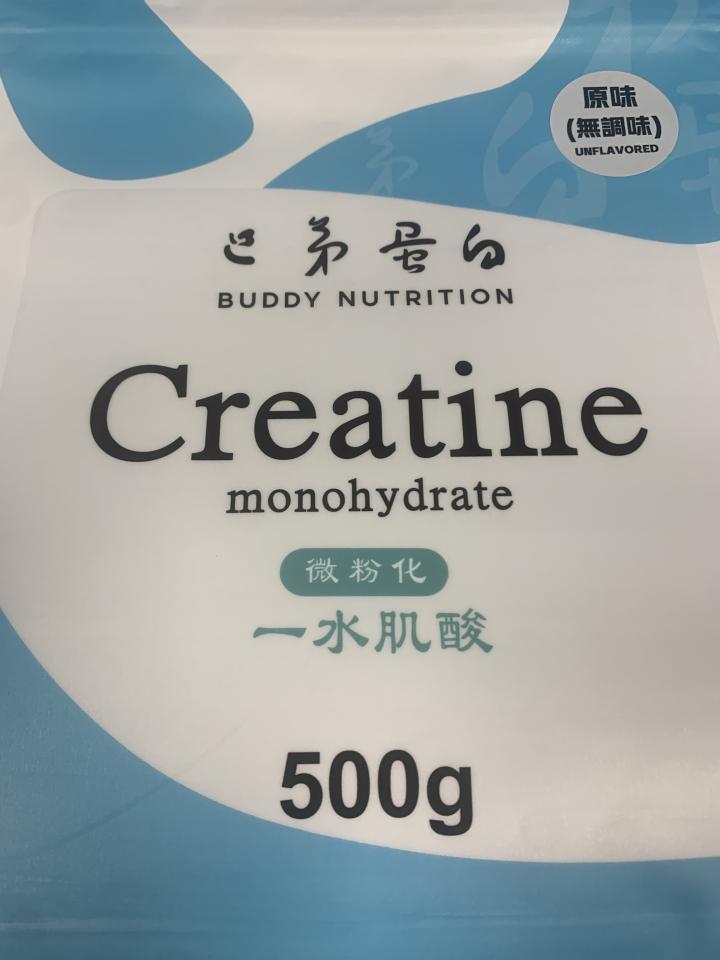 原味
(無調味)
UNFLAVORED
巴弟蛋白
BUDDY NUTRITION
Creatine
monohydrate
微粉化
一水肌酸
500g